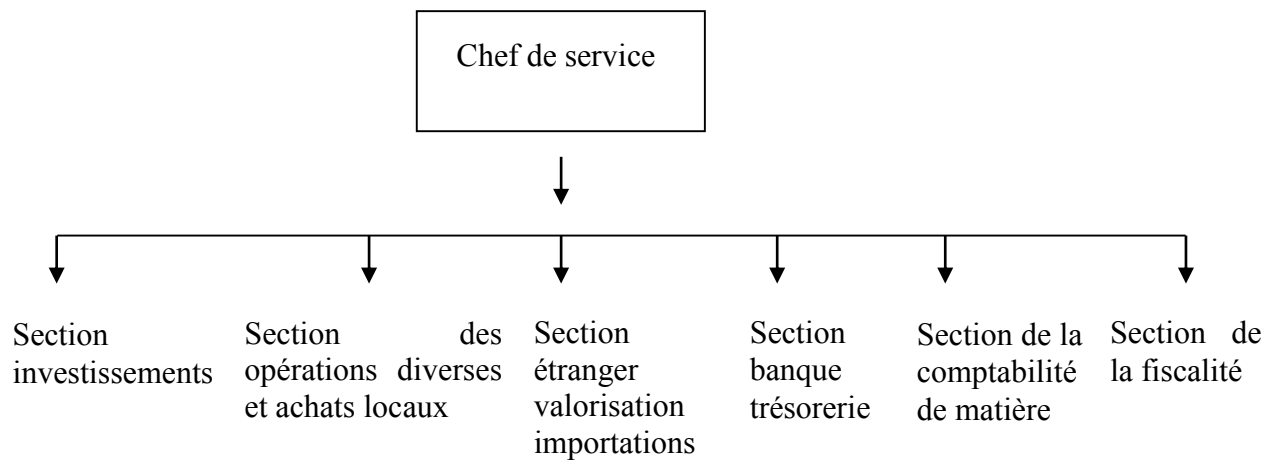 Chef de service
Section
investissements
Section des
opérations diverses
et achats locaux
Section
étranger
valorisation
importations
Section
banque
trésorerie
Section de la
comptabilité
de matière
Section de
la fiscalité